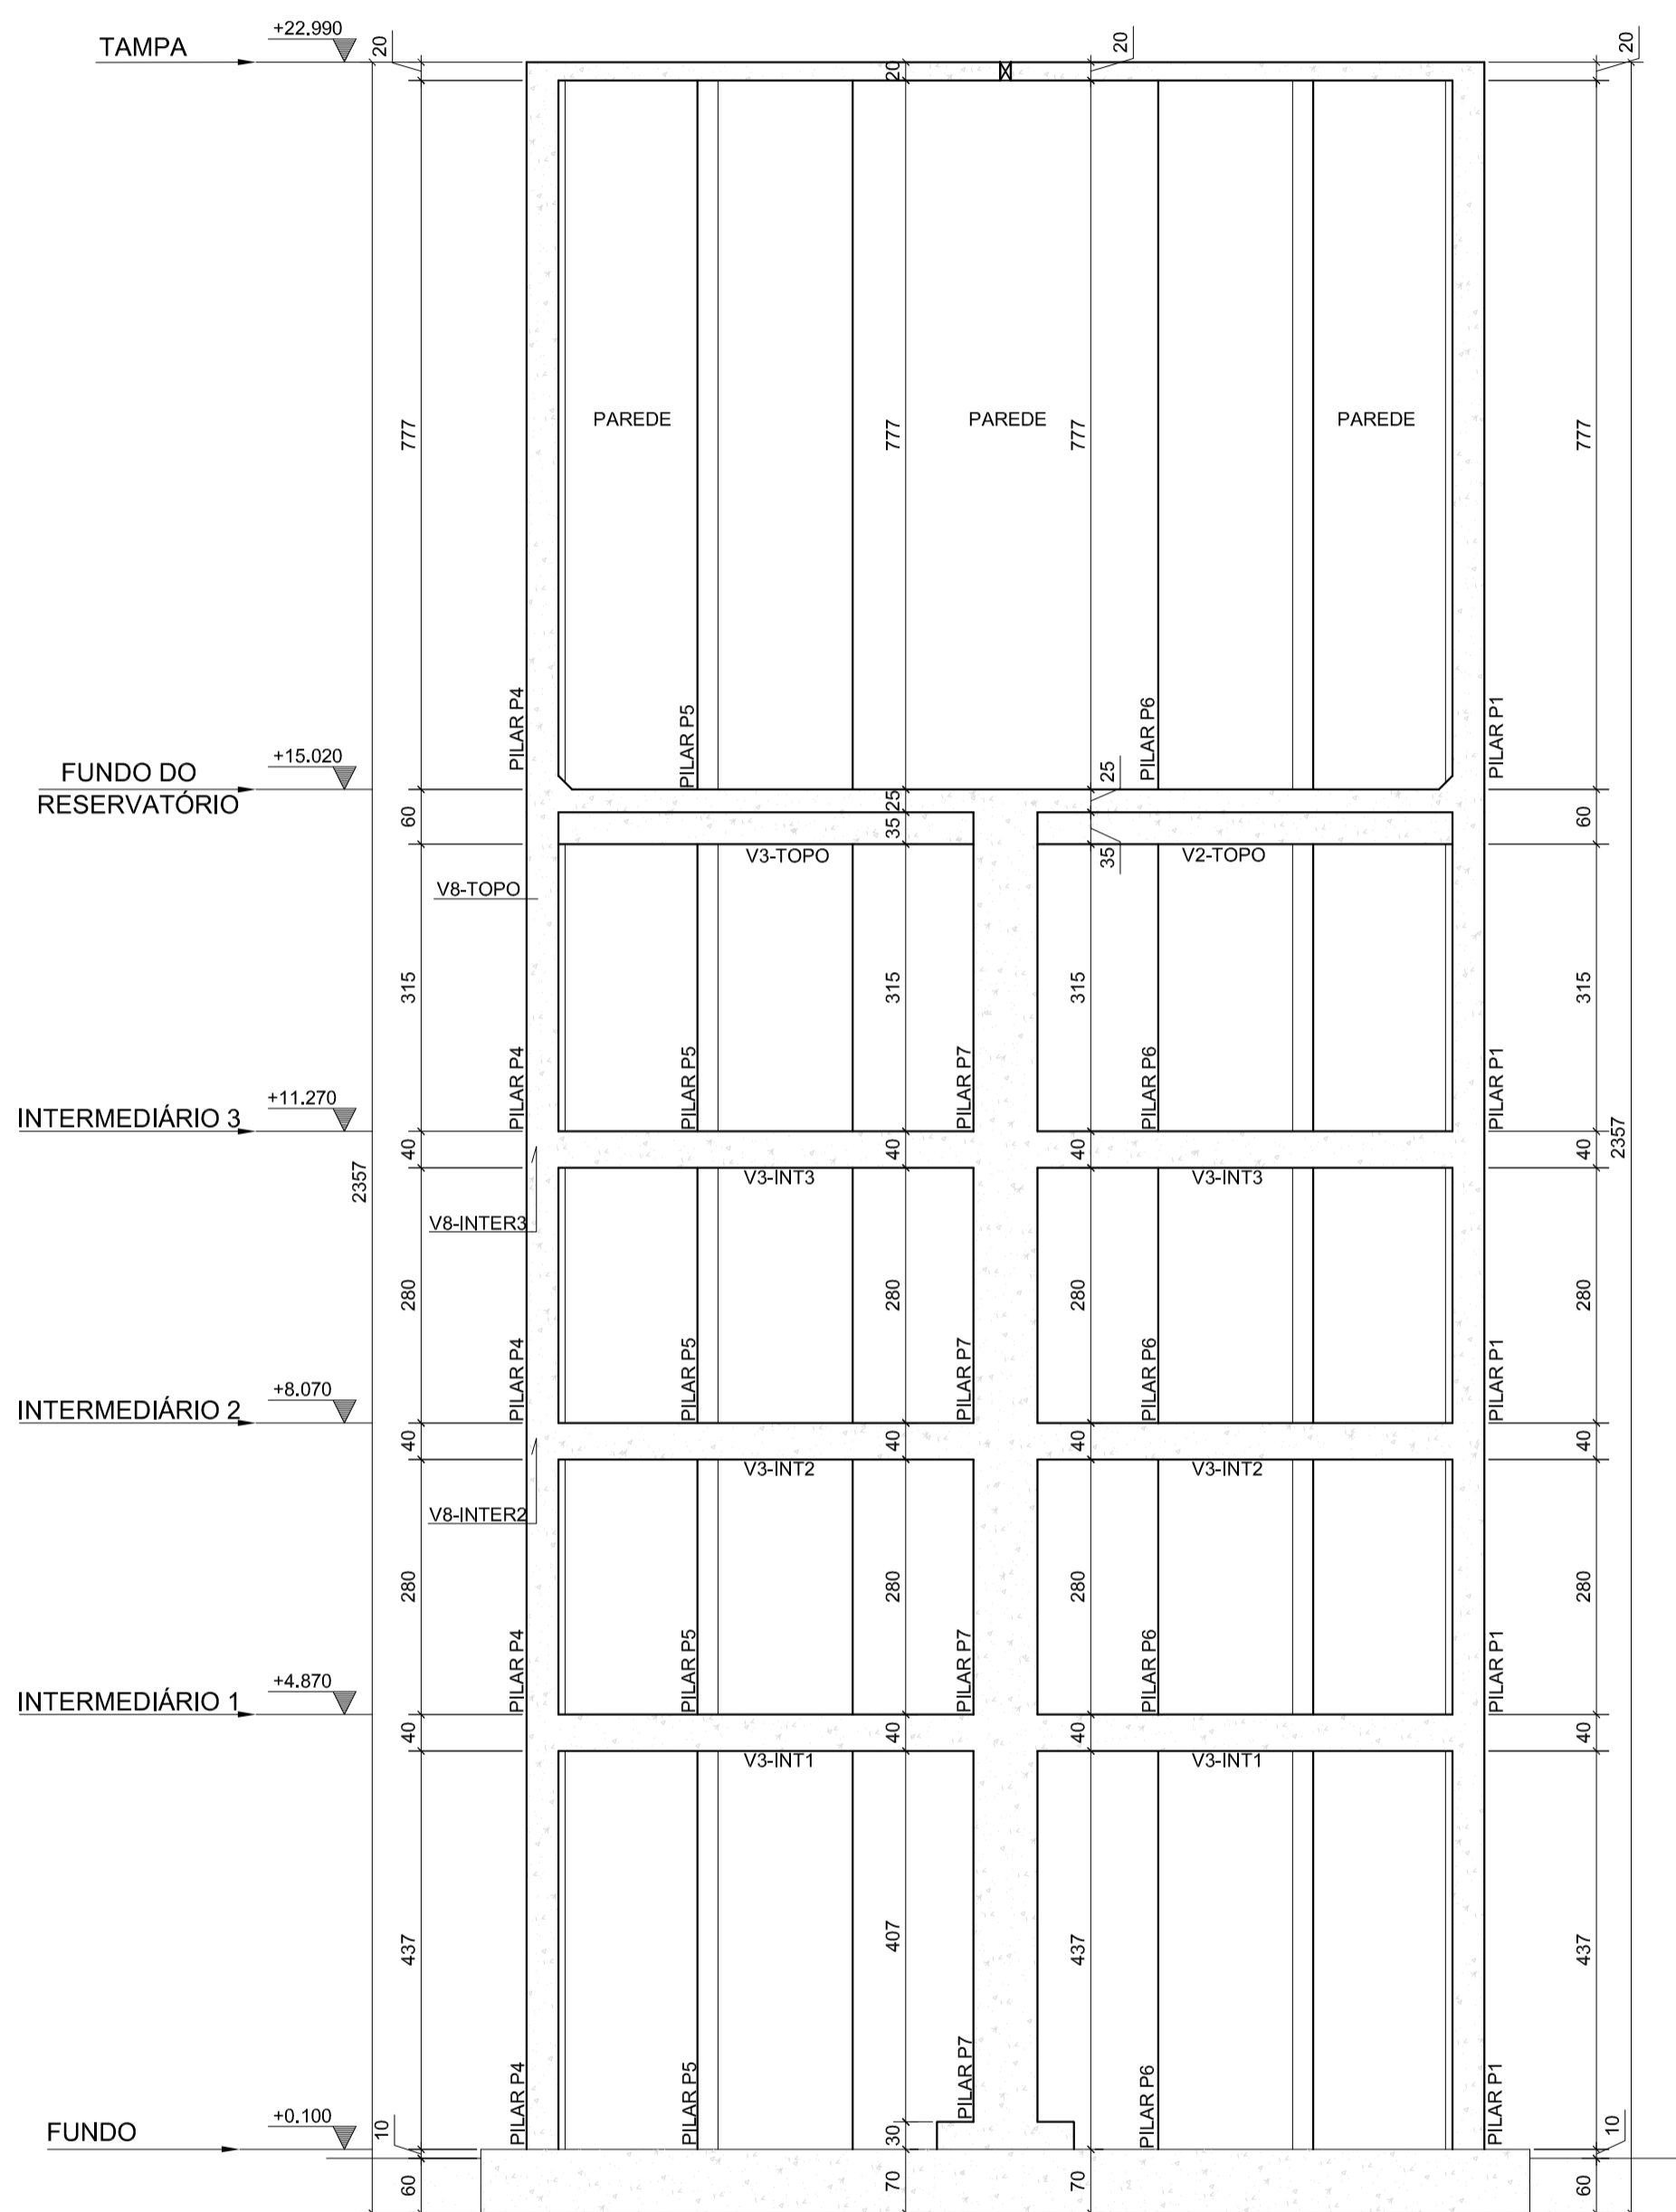 +22.990
TAMPA
20
20
20
20
777
777
777
777
PAREDE
PAREDE
PAREDE
PILAR P4
PILAR P5
PILAR P6
PILAR P1
+15.020
FUNDO DO
RESERVATÓRIO
60
25
25
60
35
35
V3-TOPO
V2-TOPO
V8-TOPO
315
315
315
315
PILAR P4
PILAR P5
PILAR P7
PILAR P6
PILAR P1
+11.270
INTERMEDIÁRIO 3
40
40
40
40
2357
2357
V3-INT3
V3-INT3
V8-INTER3
280
280
280
280
PILAR P4
PILAR P5
PILAR P7
PILAR P6
PILAR P1
+8.070
INTERMEDIÁRIO 2
40
40
40
40
V3-INT2
V3-INT2
V8-INTER2
280
280
280
280
PILAR P4
PILAR P5
PILAR P7
PILAR P6
PILAR P1
+4.870
INTERMEDIÁRIO 1
40
40
40
40
V3-INT1
V3-INT1
437
407
437
437
PILAR P4
PILAR P5
PILAR P7
PILAR P6
PILAR P1
+0.100
FUNDO
10
30
10
60
70
70
60